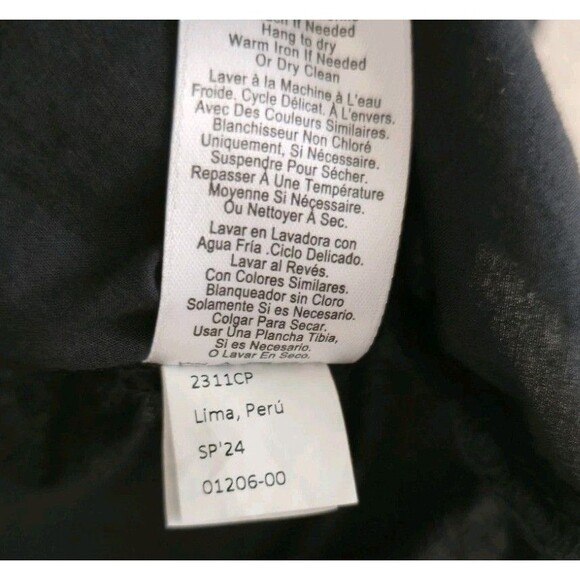 If Needed
Hang to dry
Warm Iron If Needed
Or Dry Clean
Laver à la Machine à L'eau
Froide, Cycle Délicat. À L'envers.
Avec Des Couleurs Similaires.
Blanchisseur Non Chloré
Uniquement, Si Nécessaire.
Suspendre Pour Sécher.
Repasser À Une Température
Moyenne Si Nécessaire.
Ou Nettoyer À Sec.
Lavar en Lavadora con
Agua Fría .Ciclo Delicado.
Lavar al Revés.
Con Colores Similares.
Blanqueador sin Cloro
Solamente Si es Necesario.
Colgar Para Secar.
Usar Una Plancha Tibia,
Si es Necesario.
O Lavar En Seco.
2311CP
Lima, Perú
SP'24
01206-00